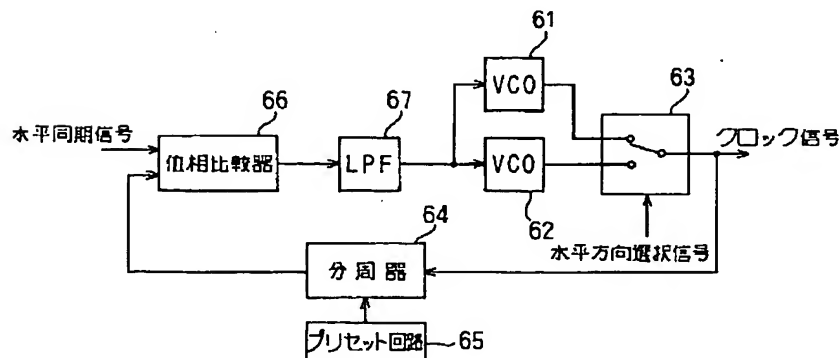 61
VCO
63
66
67
水平同期信号
位相比較器
LPF
クロック信号
VCO
62
64
水平方向選択信号
分周器
プリセット回路
65